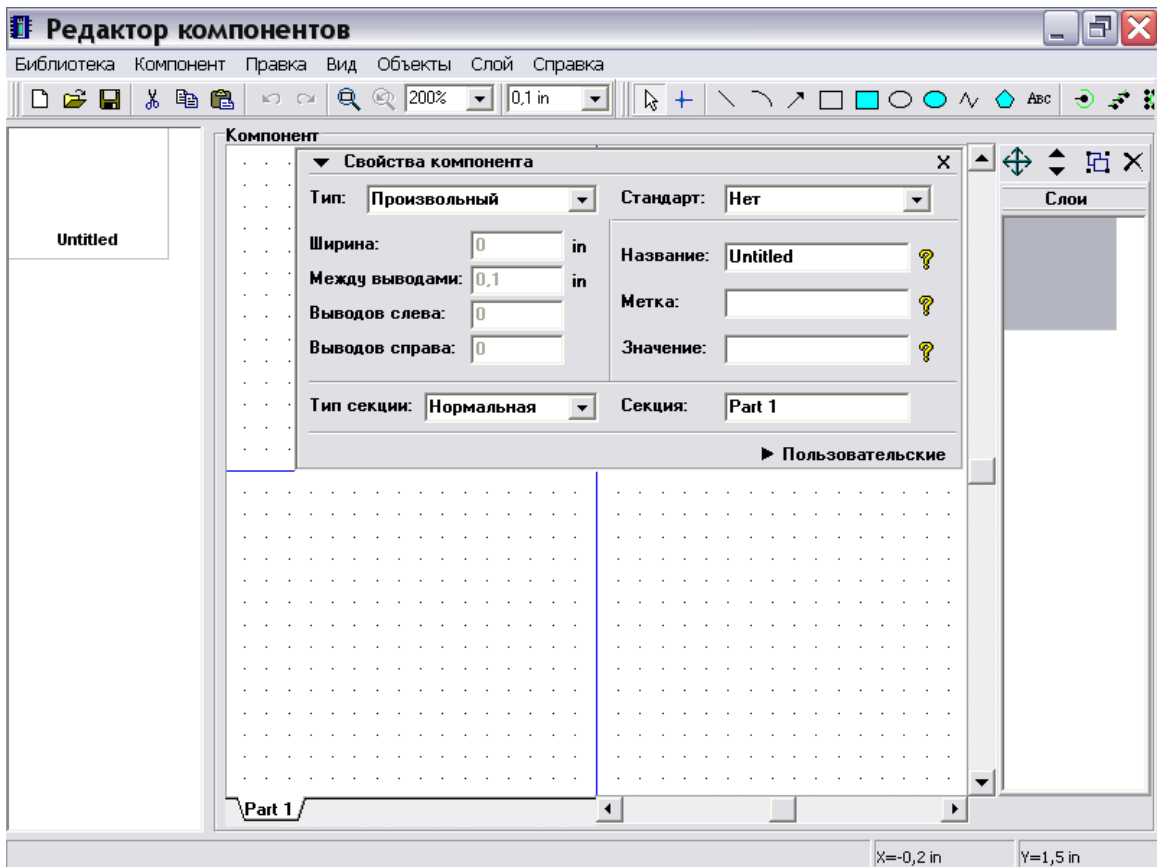 Редактор компонентов
Библиотека Компонент Правка Вид Объекты Слой Справка
200% 0,1 in ABC
Untitled
Компонент
Свойства компонента X
Тип: Произвольный Стандарт: Нет
Ширина: 0 in
Между выводами: 0,1 in
Выводов слева: 0
Выводов справа: 0
Название: Untitled ?
Метка: ?
Значение: ?
Тип секции: Нормальная Секция: Part 1
Пользовательские
Слои
Part 1
X=-0,2 in Y=1,5 in